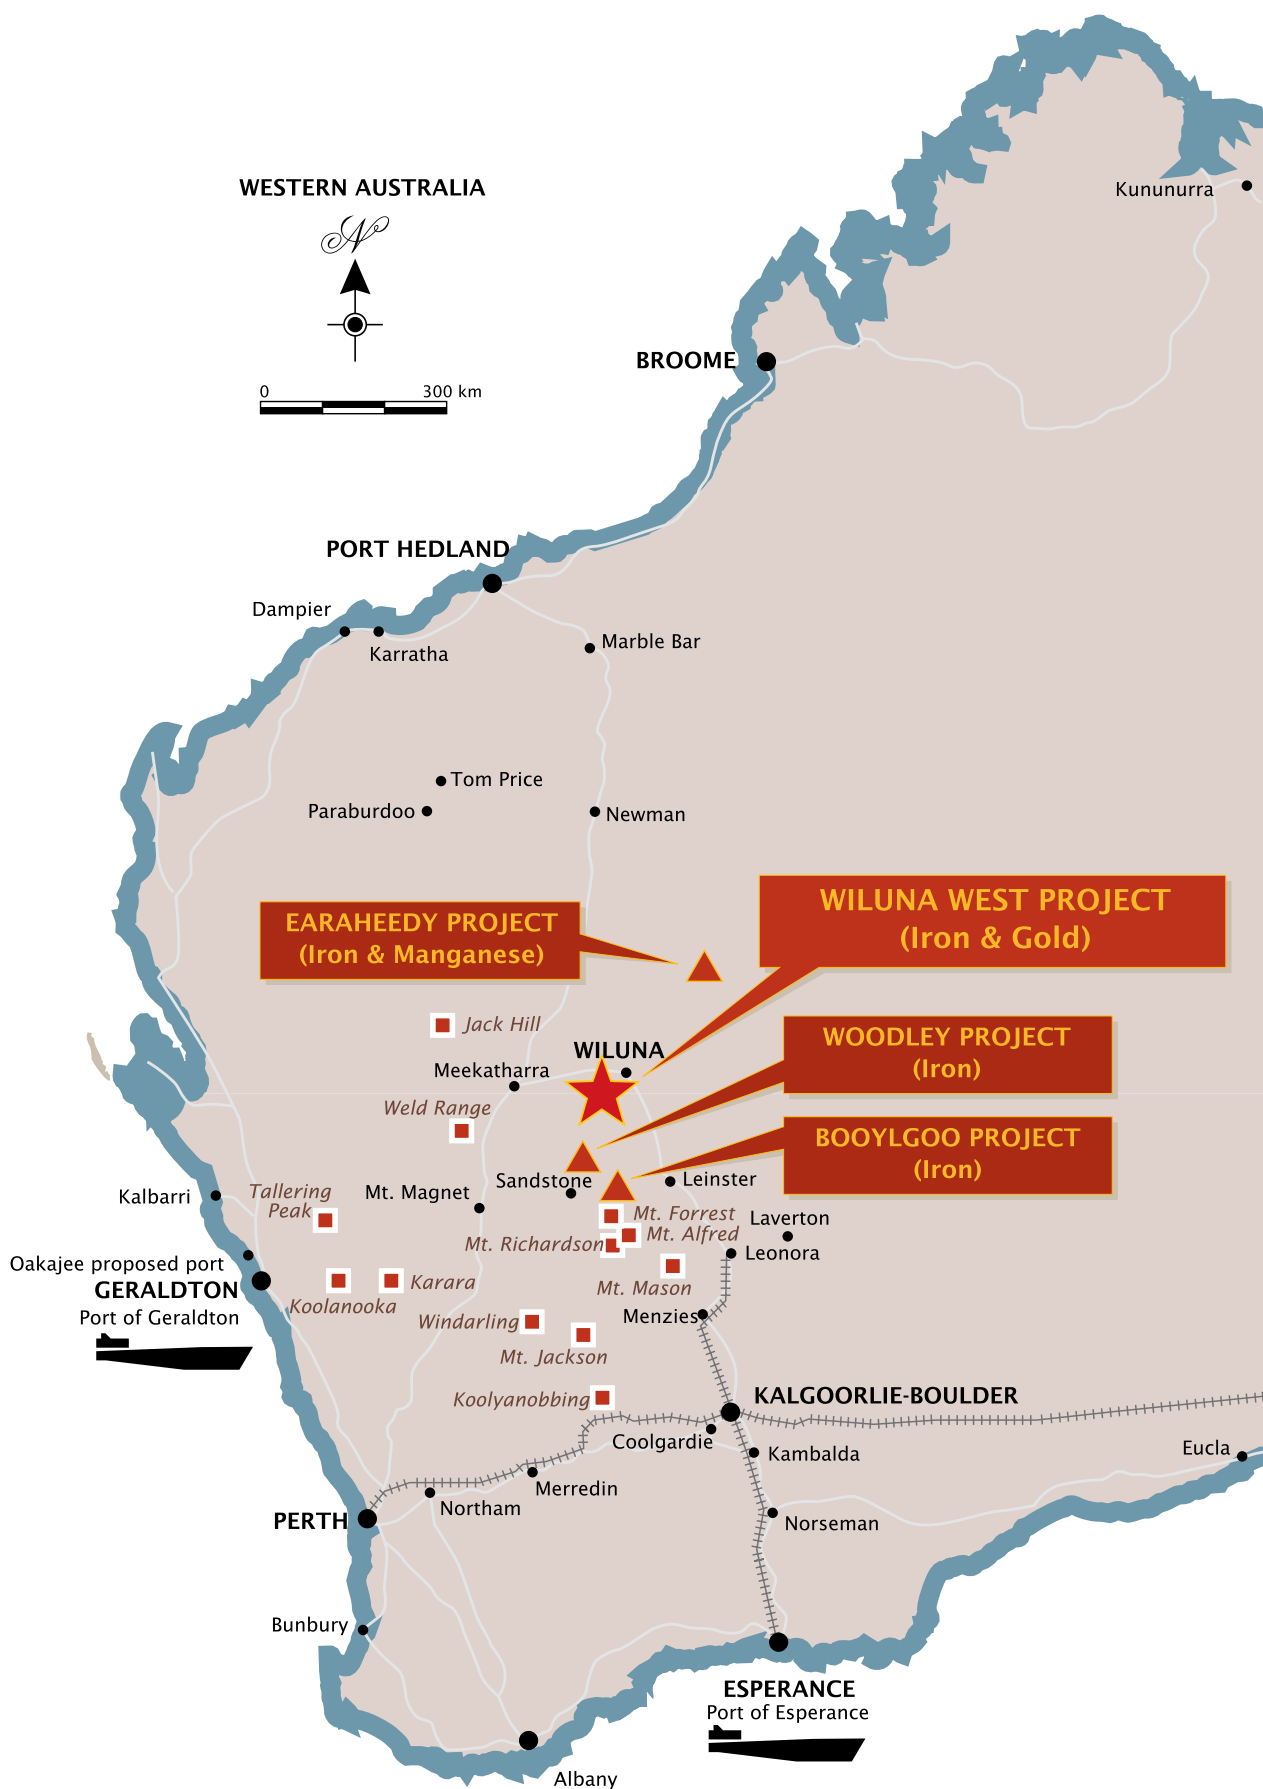 Kununurra
WESTERN AUSTRALIA
N
0 300 km
BROOME
PORT HEDLAND
Dampier
Karratha
Marble Bar
Tom Price
Paraburdoo
Newman
WILUNA WEST PROJECT
(Iron & Gold)
EARAHEEDY PROJECT
(Iron & Manganese)
Jack Hill
WOODLEY PROJECT
(Iron)
WILUNA
Meekatharra
Weld Range
BOOYLGOO PROJECT
(Iron)
Sandstone
Leinster
Mt. Magnet
Kalbarri
Tallering
Peak
Mt. Forrest
Mt. Alfred
Mt. Richardson
Laverton
Leonora
Oakajee proposed port
GERALDTON
Port of Geraldton
Karara
Koolanooka
Mt. Mason
Windarling
Menzies
Mt. Jackson
Koolyanobbing
KALGOORLIE-BOULDER
Coolgardie
Kambalda
Eucla
Merredin
Northam
PERTH
Norseman
Bunbury
ESPERANCE
Port of Esperance
Albany